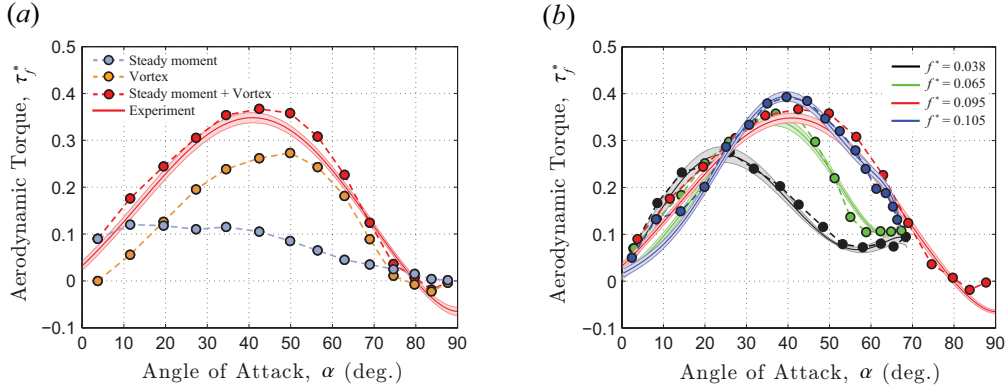 (a)
Aerodynamic Torque, τ*f
0.5
0.4
0.3
0.2
0.1
0
−0.1
Steady moment
Vortex
Steady moment + Vortex
Experiment
0 10 20 30 40 50 60 70 80 90
Angle of Attack, α (deg.)
(b)
Aerodynamic Torque, τ*f
0.5
0.4
0.3
0.2
0.1
0
−0.1
f* = 0.038
f* = 0.065
f* = 0.095
f* = 0.105
0 10 20 30 40 50 60 70 80 90
Angle of Attack, α (deg.)